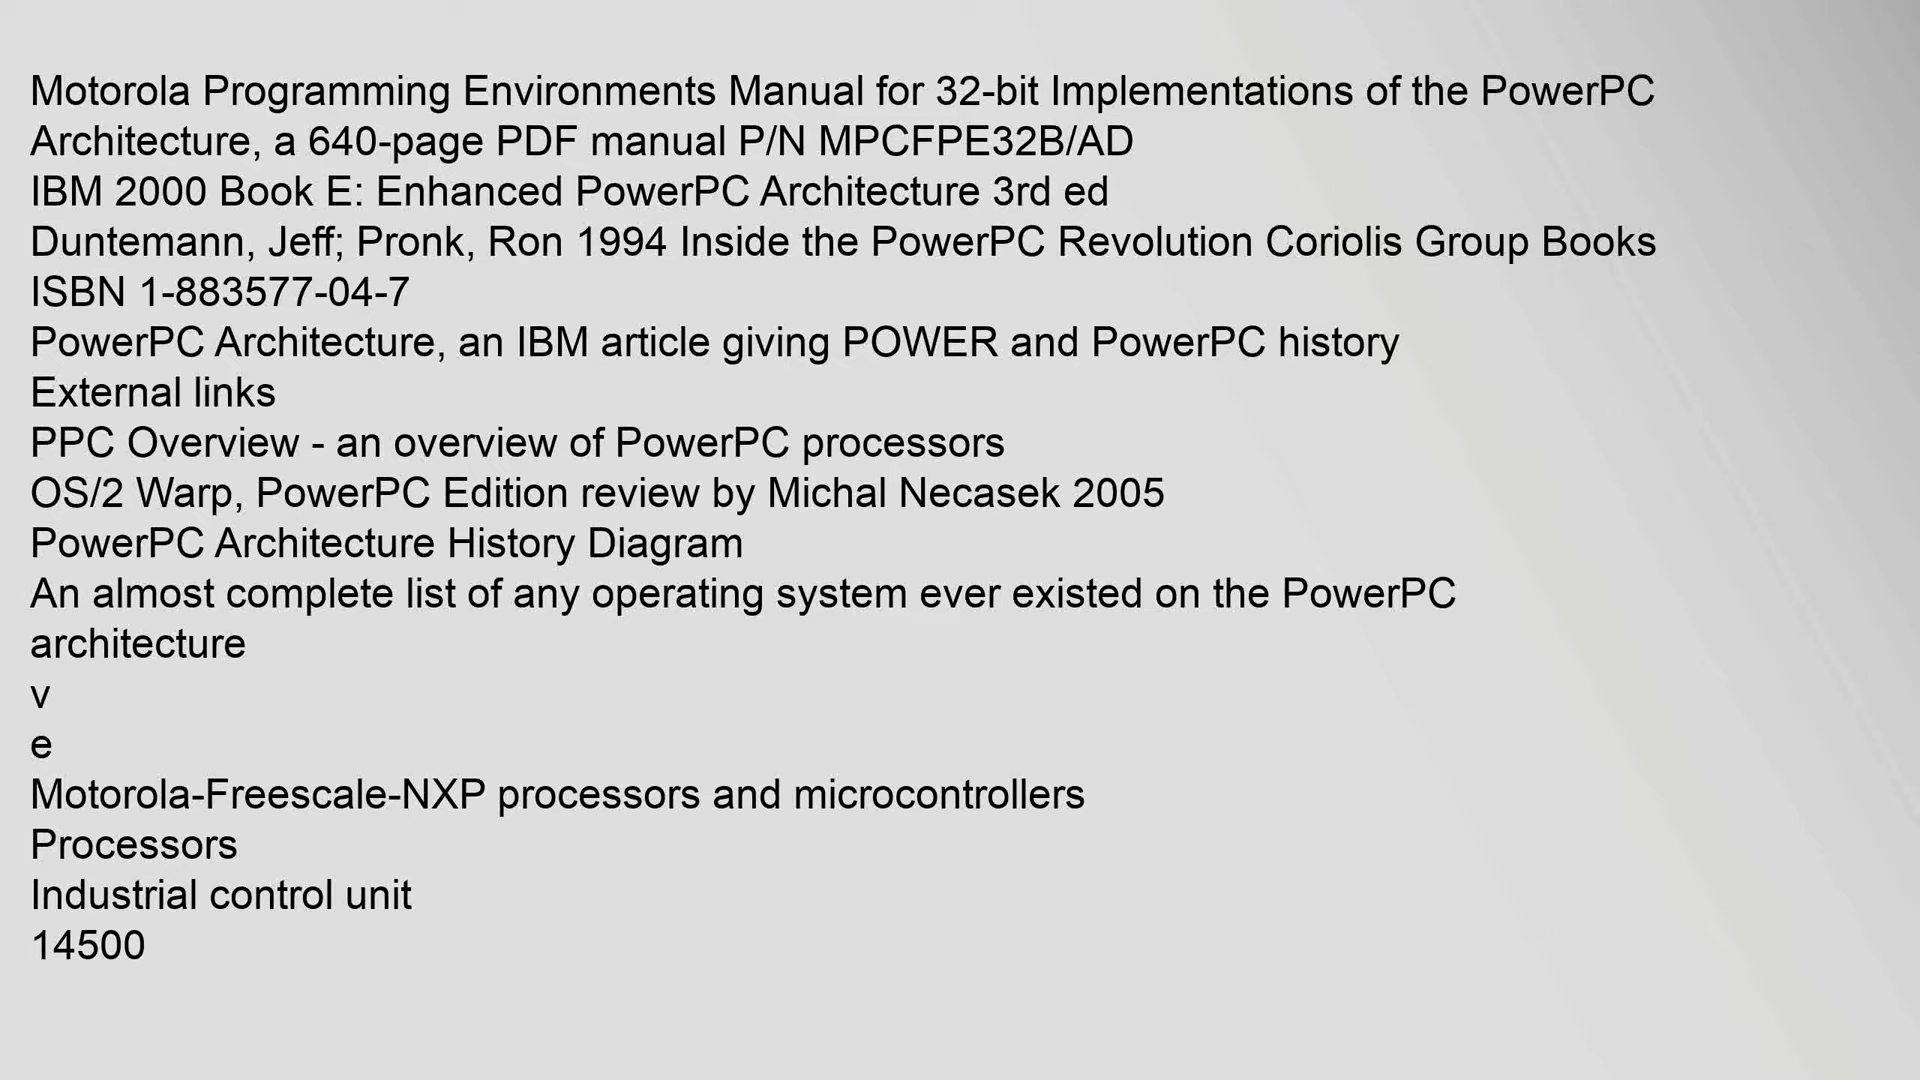 Motorola Programming Environments Manual for 32-bit Implementations of the PowerPC
Architecture, a 640-page PDF manual P/N MPCFPE32B/AD
IBM 2000 Book E: Enhanced PowerPC Architecture 3rd ed
Duntemann, Jeff; Pronk, Ron 1994 Inside the PowerPC Revolution Coriolis Group Books
ISBN 1-883577-04-7
PowerPC Architecture, an IBM article giving POWER and PowerPC history
External links
PPC Overview - an overview of PowerPC processors
OS/2 Warp, PowerPC Edition review by Michal Necasek 2005
PowerPC Architecture History Diagram
An almost complete list of any operating system ever existed on the PowerPC
architecture
v
e
Motorola-Freescale-NXP processors and microcontrollers
Processors
Industrial control unit
14500